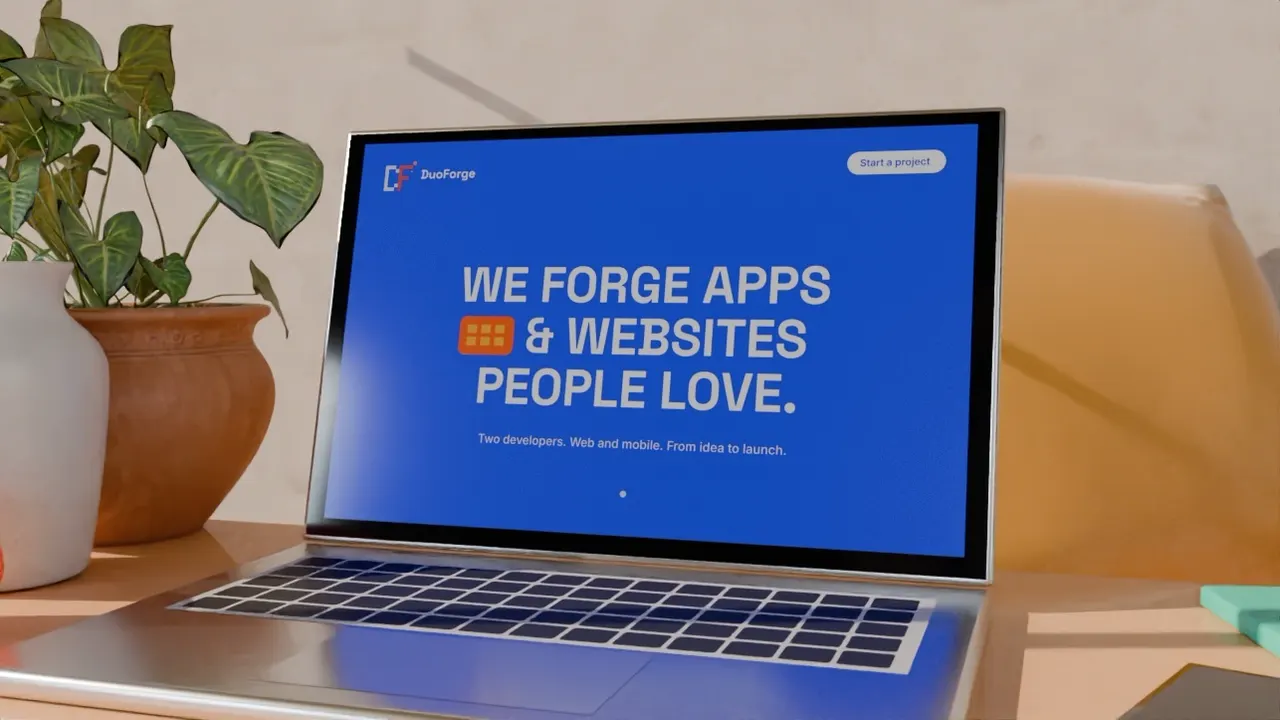 DuoForge
Start a project
WE FORGE APPS
& WEBSITES
PEOPLE LOVE.
Two developers. Web and mobile. From idea to launch.